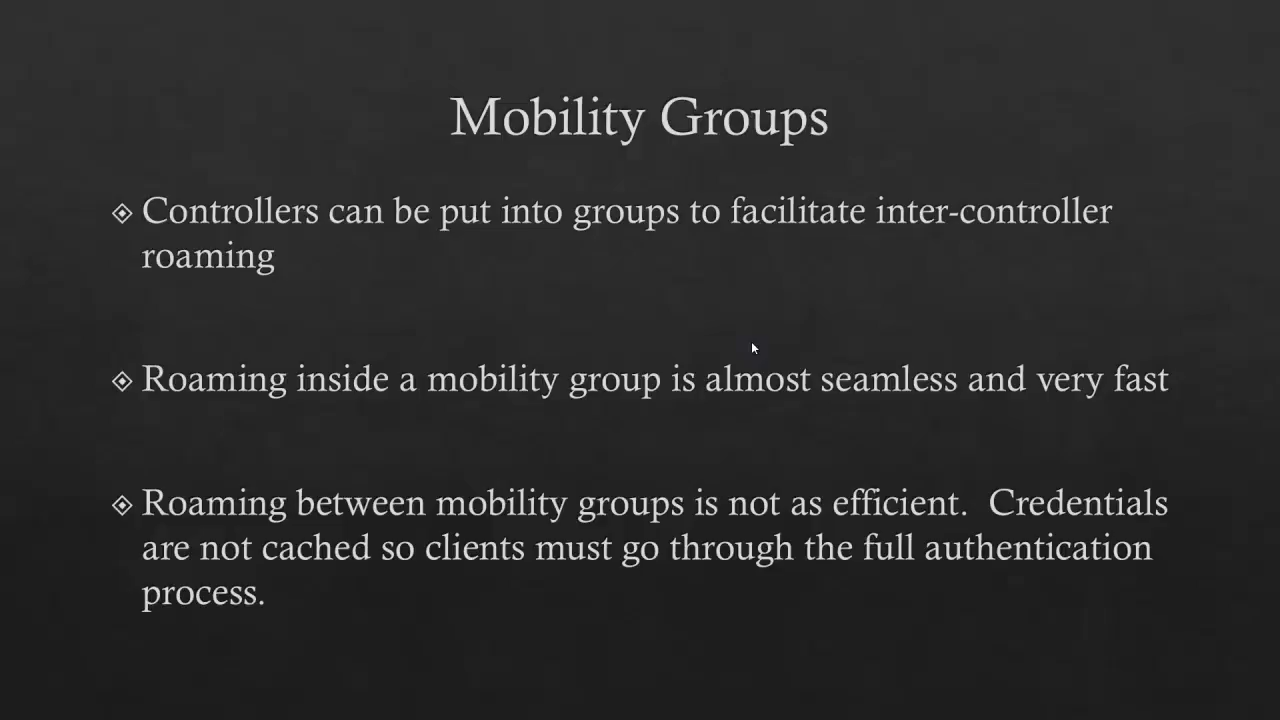 Mobility Groups
Controllers can be put into groups to facilitate inter-controller
roaming
Roaming inside a mobility group is almost seamless and very fast
Roaming between mobility groups is not as efficient.  Credentials
are not cached so clients must go through the full authentication
process.